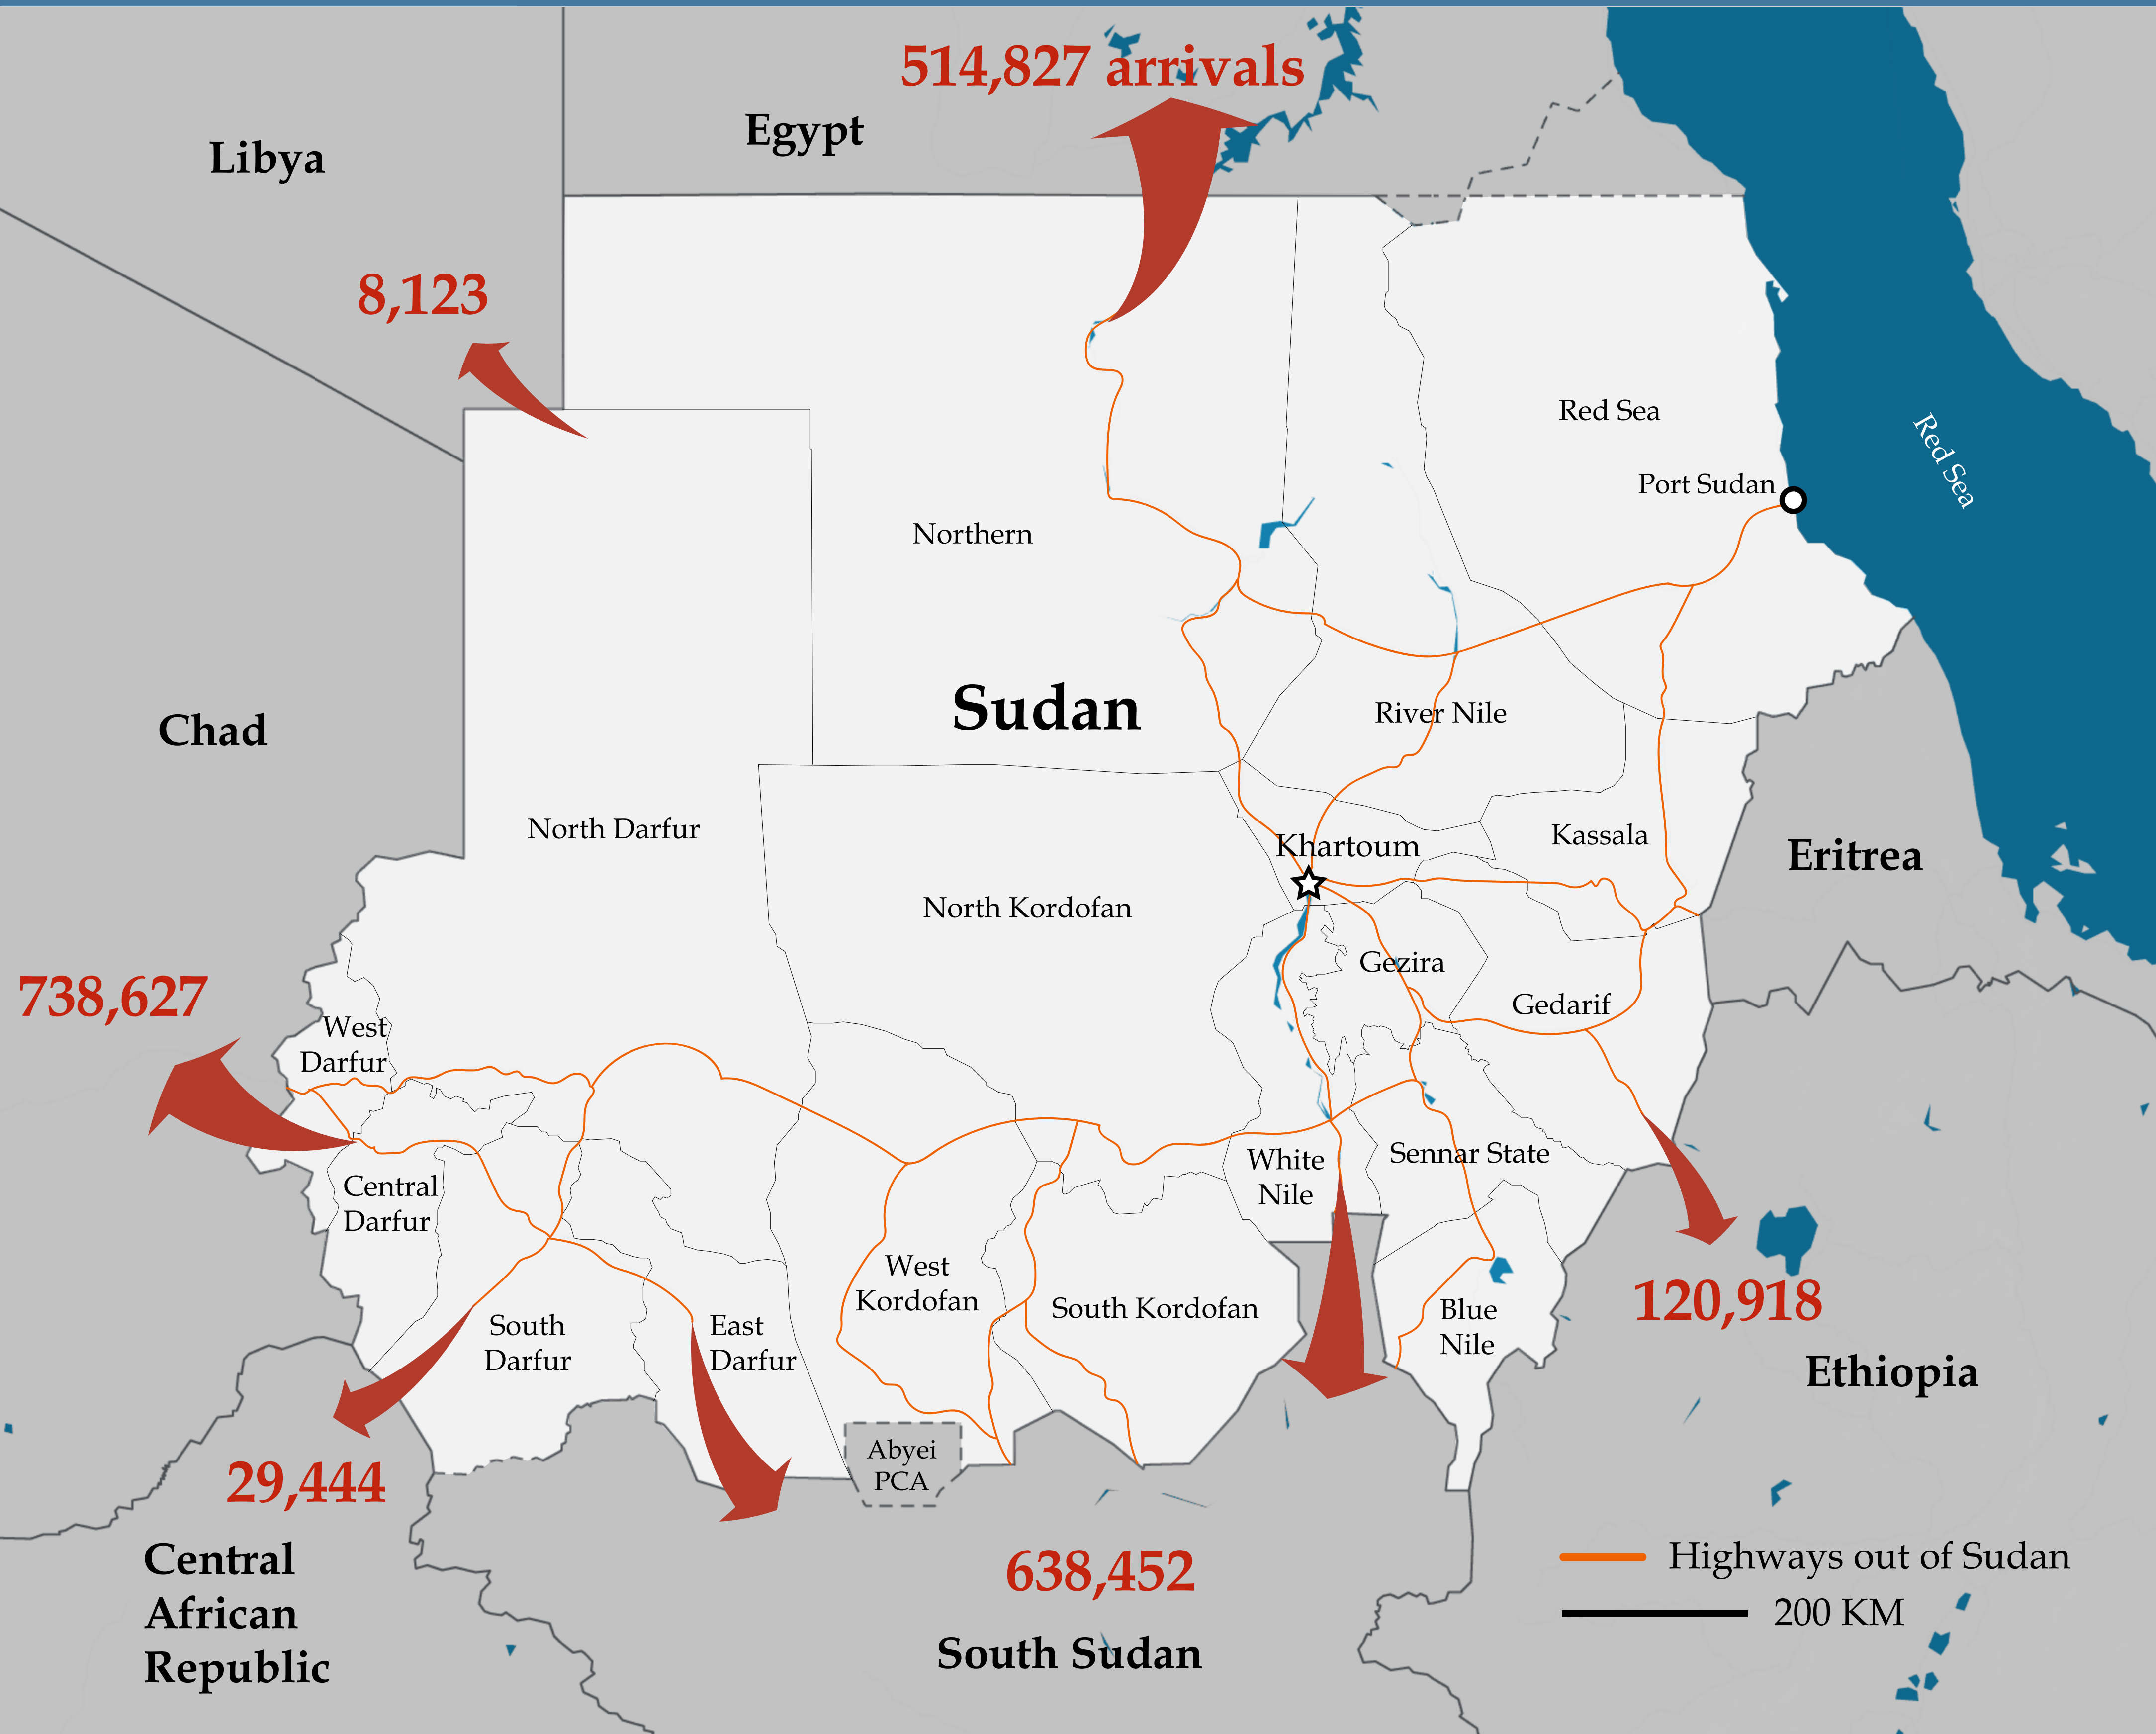 514,827 arrivals
Egypt
Libya
8,123
Red Sea
Port Sudan
Red Sea
Northern
Sudan
River Nile
Chad
North Darfur
Khartoum
Kassala
Eritrea
North Kordofan
Gezira
Gedarif
738,627
West
Darfur
Central
Darfur
White
Nile
Sennar State
West
Kordofan
South Kordofan
Blue
Nile
120,918
Ethiopia
South
Darfur
East
Darfur
Abyei
PCA
29,444
Central
African
Republic
638,452
South Sudan
Highways out of Sudan
200 KM